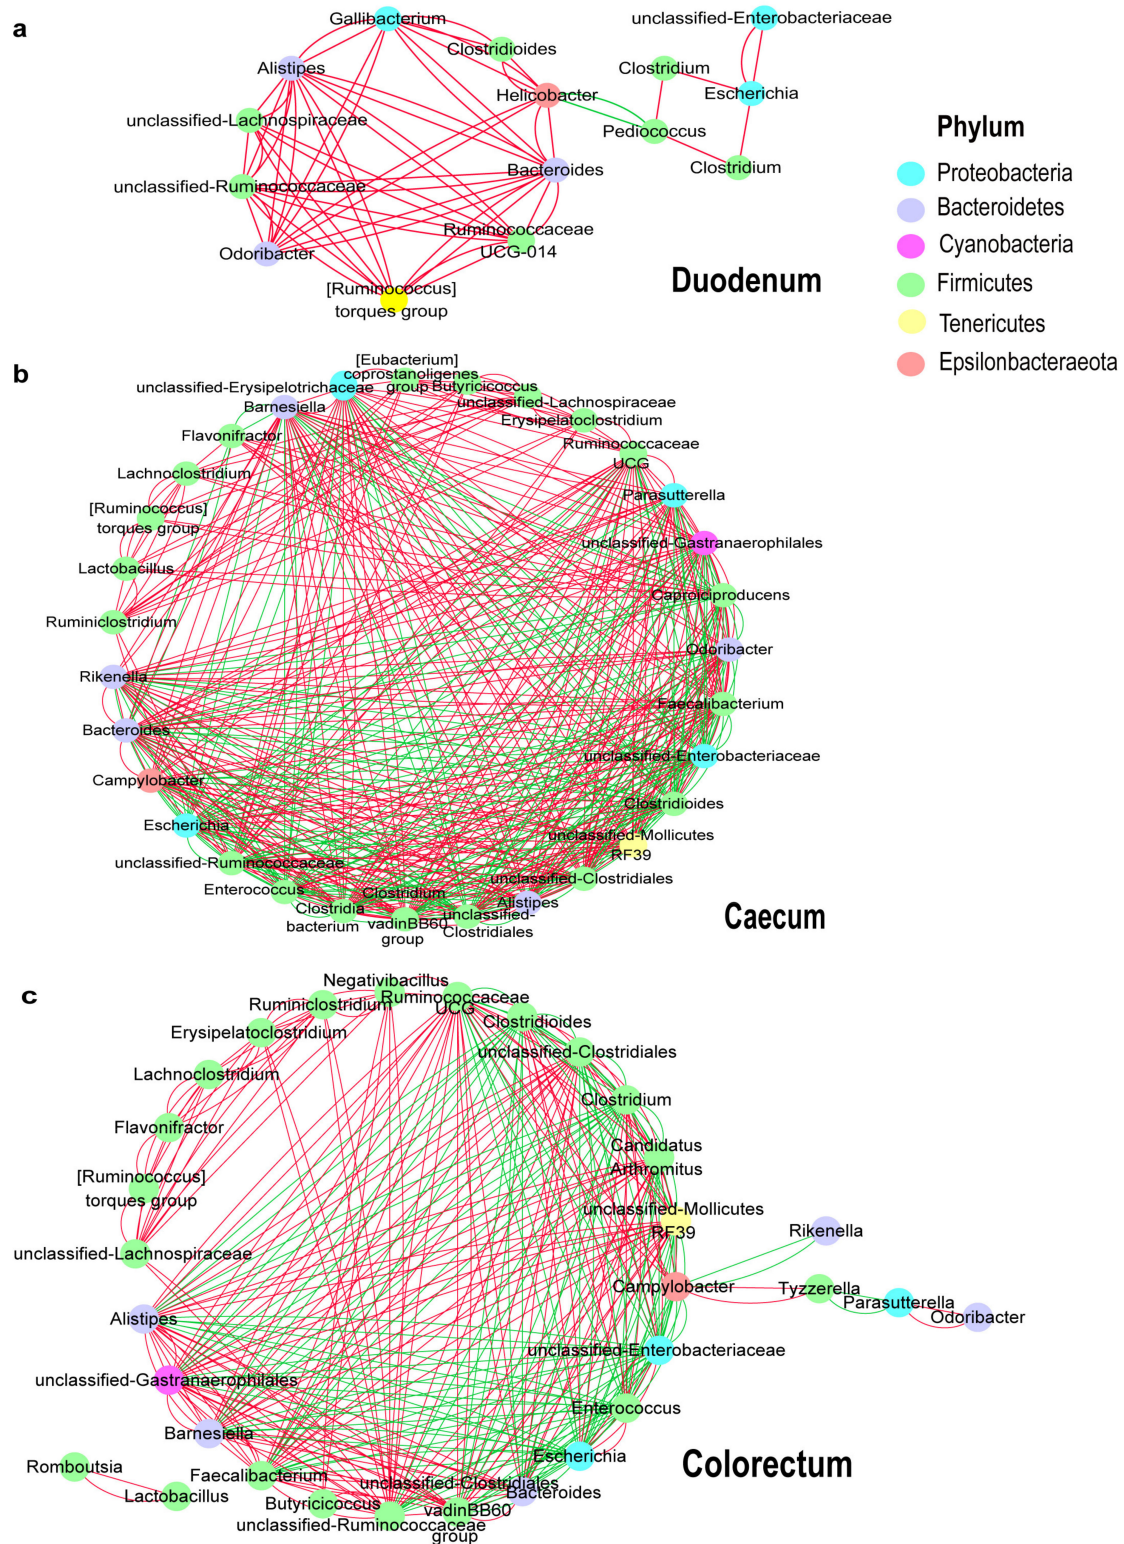 a
Gallibacterium
unclassified-Enterobacteriaceae
Clostridioides
Alistipes
Clostridium
Helicobacter
Escherichia
unclassified-Lachnospiraceae
Pediococcus
Phylum
Bacteroides
Clostridium
Proteobacteria
unclassified-Ruminococcaceae
Bacteroidetes
Ruminococcaceae
UCG-014
Cyanobacteria
Odoribacter
Duodenum
Firmicutes
[Ruminococcus]
torques group
Tenericutes
Epsilonbacteraeota
b
[Eubacterium]
coprostanoligenes
group
unclassified-Erysipelotrichaceae
Butyricicoccus
Barnesiella
unclassified-Lachnospiraceae
Erysipelatoclostridium
Flavonifractor
Ruminococcaceae
UCG
Lachnoclostridium
Parasutterella
[Ruminococcus]
torques group
unclassified-Gastranaerophilales
Lactobacillus
Caproiciproducens
Ruminiclostridium
Odoribacter
Rikenella
Faecalibacterium
Bacteroides
unclassified-Enterobacteriaceae
Campylobacter
Clostridioides
Escherichia
unclassified-Mollicutes
RF39
unclassified-Ruminococcaceae
unclassified-Clostridiales
Enterococcus
Clostridium
Alistipes
Clostridia
bacterium
vadinBB60
group
unclassified-
Clostridiales
Caecum
c
Negativibacillus
Ruminococcaceae
UCG
Ruminiclostridium
Clostridioides
Erysipelatoclostridium
unclassified-Clostridiales
Lachnoclostridium
Clostridium
Flavonifractor
Candidatus
Arthromitus
[Ruminococcus]
torques group
unclassified-Mollicutes
RF39
Rikenella
unclassified-Lachnospiraceae
Campylobacter
Tyzzerella
Parasutterella
Odoribacter
Alistipes
unclassified-Enterobacteriaceae
unclassified-Gastranaerophilales
Enterococcus
Barnesiella
Escherichia
Colorectum
Romboutsia
Faecalibacterium
unclassified-Clostridiales
Bacteroides
Lactobacillus
Butyricicoccus
vadinBB60
group
unclassified-Ruminococcaceae